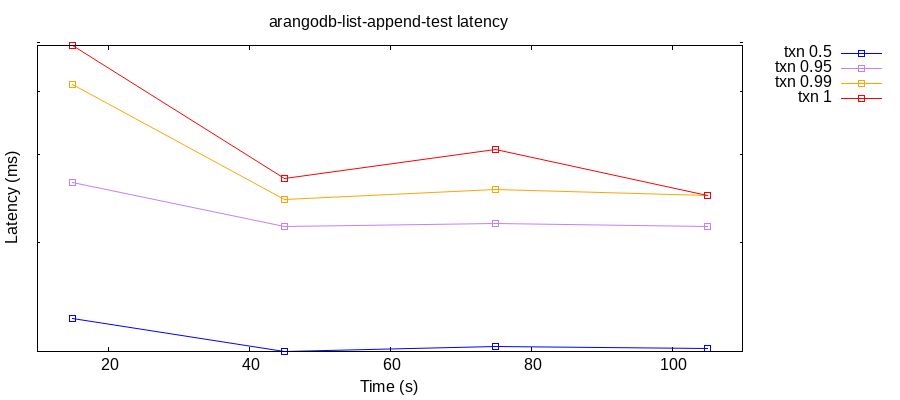 arangodb-list-append-test latency
txn 0.5
txn 0.95
txn 0.99
txn 1
Latency (ms)
20 40 60 80 100
Time (s)